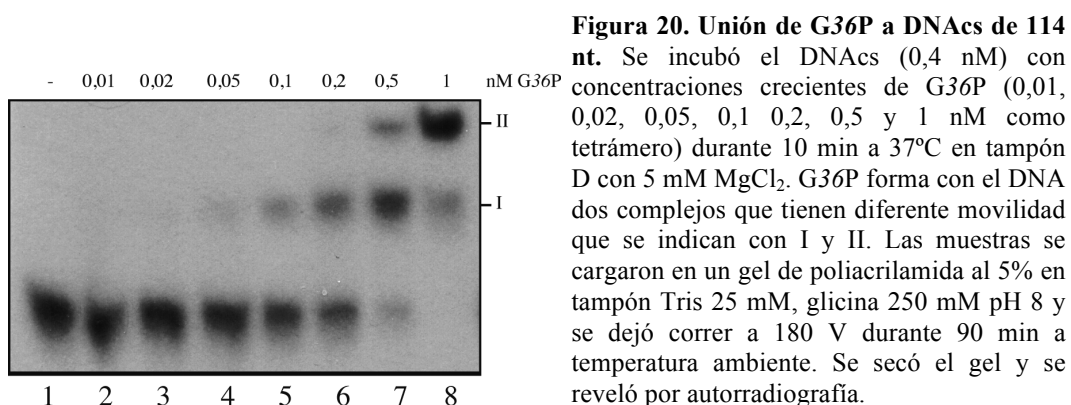 - 0,01 0,02 0,05 0,1 0,2 0,5 1 nM G36P
II
I
1 2 3 4 5 6 7 8
Figura 20. Unión de G36P a DNAcs de 114
nt. Se incubó el DNAcs (0,4 nM) con
concentraciones crecientes de G36P (0,01,
0,02, 0,05, 0,1 0,2, 0,5 y 1 nM como
tetrámero) durante 10 min a 37ºC en tampón
D con 5 mM MgCl₂. G36P forma con el DNA
dos complejos que tienen diferente movilidad
que se indican con I y II. Las muestras se
cargaron en un gel de poliacrilamida al 5% en
tampón Tris 25 mM, glicina 250 mM pH 8 y
se dejó correr a 180 V durante 90 min a
temperatura ambiente. Se secó el gel y se
reveló por autorradiografía.